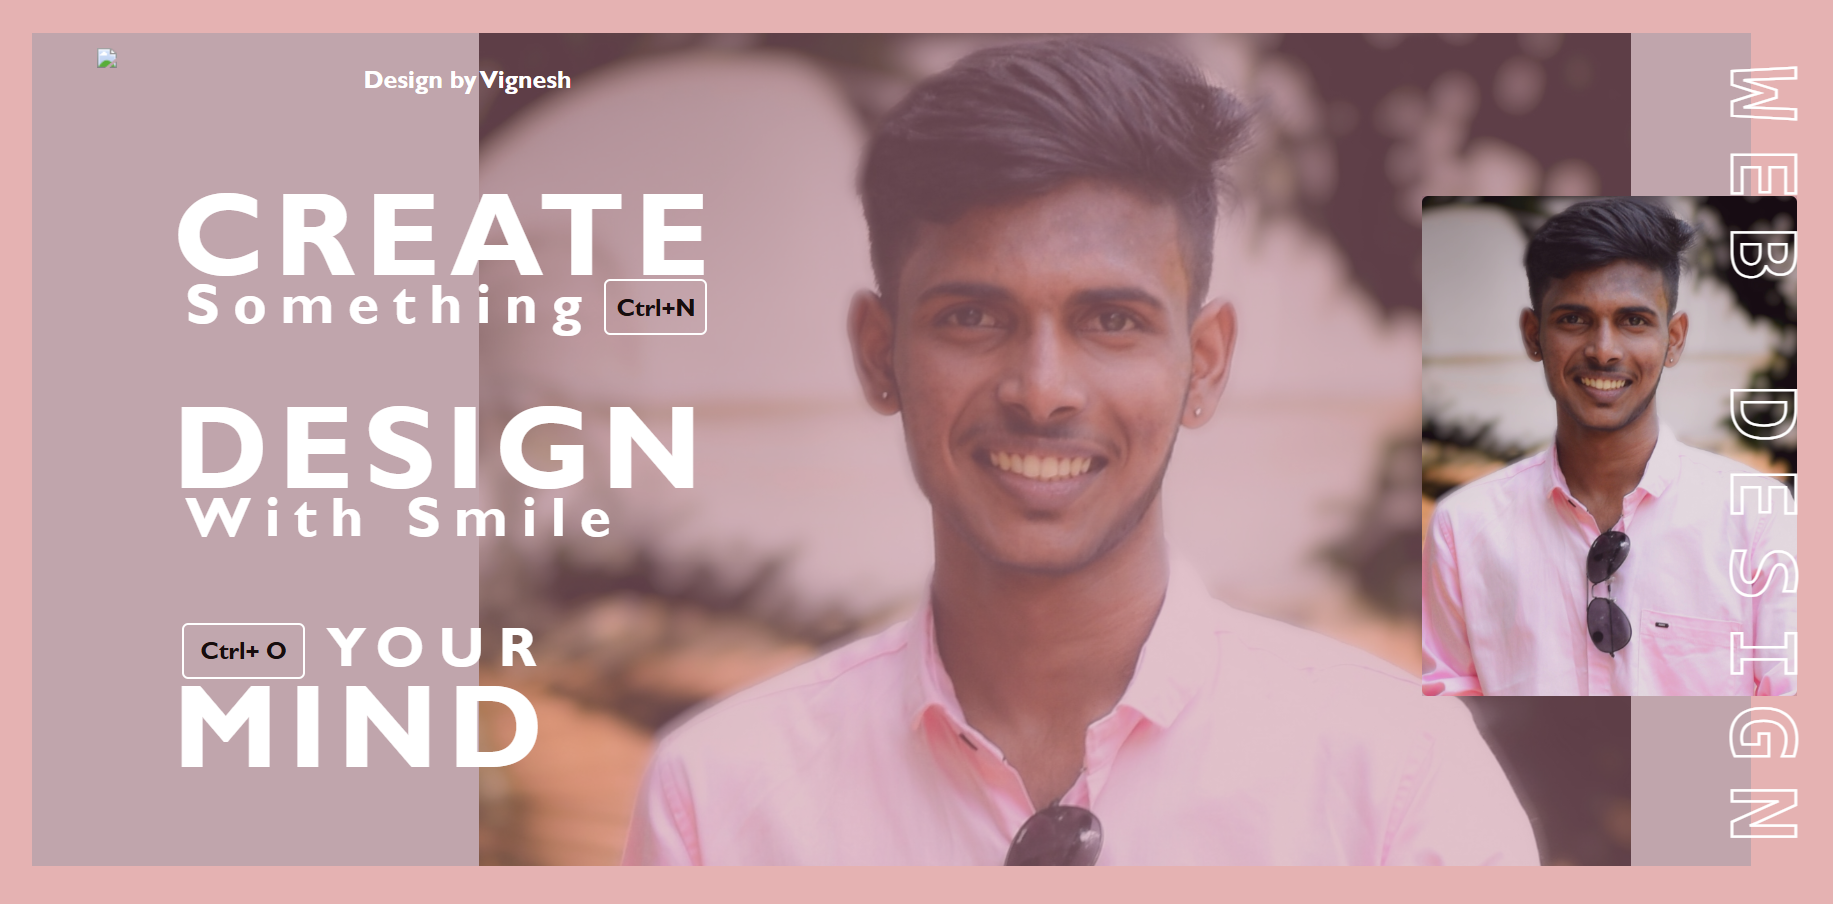 Design by Vignesh
CREATE
Something Ctrl+N
DESIGN
With Smile
Ctrl+ O YOUR
MIND
WEB DESIGN